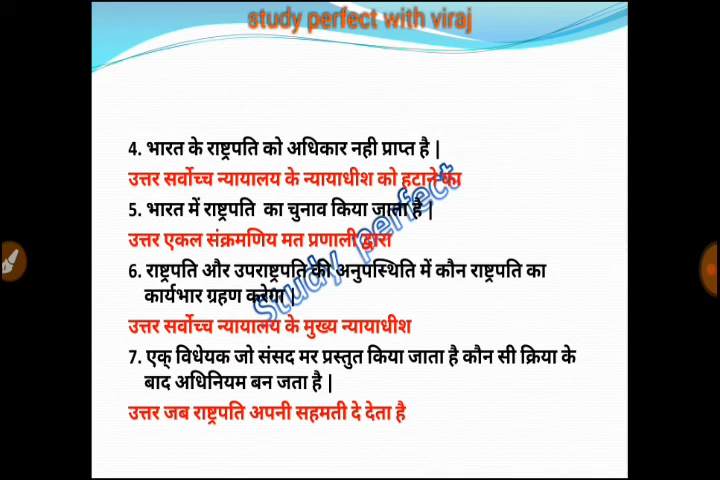 study perfect with viraj
4. भारत के राष्ट्रपति को अधिकार नही प्राप्त है |
उत्तर सर्वोच्च न्यायालय के न्यायाधीश को हटाने का
5. भारत में राष्ट्रपति का चुनाव किया जाता है |
उत्तर एकल संक्रमणिय मत प्रणाली द्वारा
6. राष्ट्रपति और उपराष्ट्रपति की अनुपस्थिति में कौन राष्ट्रपति का
कार्यभार ग्रहण करेगा |
उत्तर सर्वोच्च न्यायालय के मुख्य न्यायाधीश
7. एक् विधेयक जो संसद मर प्रस्तुत किया जाता है कौन सी क्रिया के
बाद अधिनियम बन जता है |
उत्तर जब राष्ट्रपति अपनी सहमती दे देता है
Study perfect